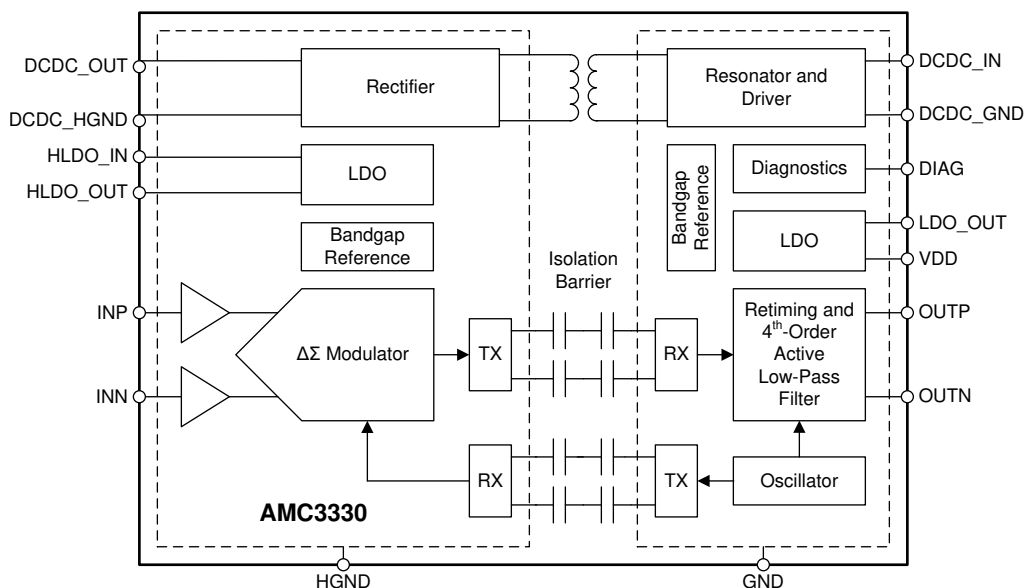 DCDC_OUT
DCDC_HGND
HLDO_IN
HLDO_OUT
INP
INN
Rectifier
LDO
Bandgap
Reference
ΔΣ Modulator
TX
RX
AMC3330
HGND
Isolation
Barrier
Resonator and
Driver
Bandgap
Reference
Diagnostics
LDO
RX
Retiming and
4th-Order
Active
Low-Pass
Filter
TX
Oscillator
DCDC_IN
DCDC_GND
DIAG
LDO_OUT
VDD
OUTP
OUTN
GND